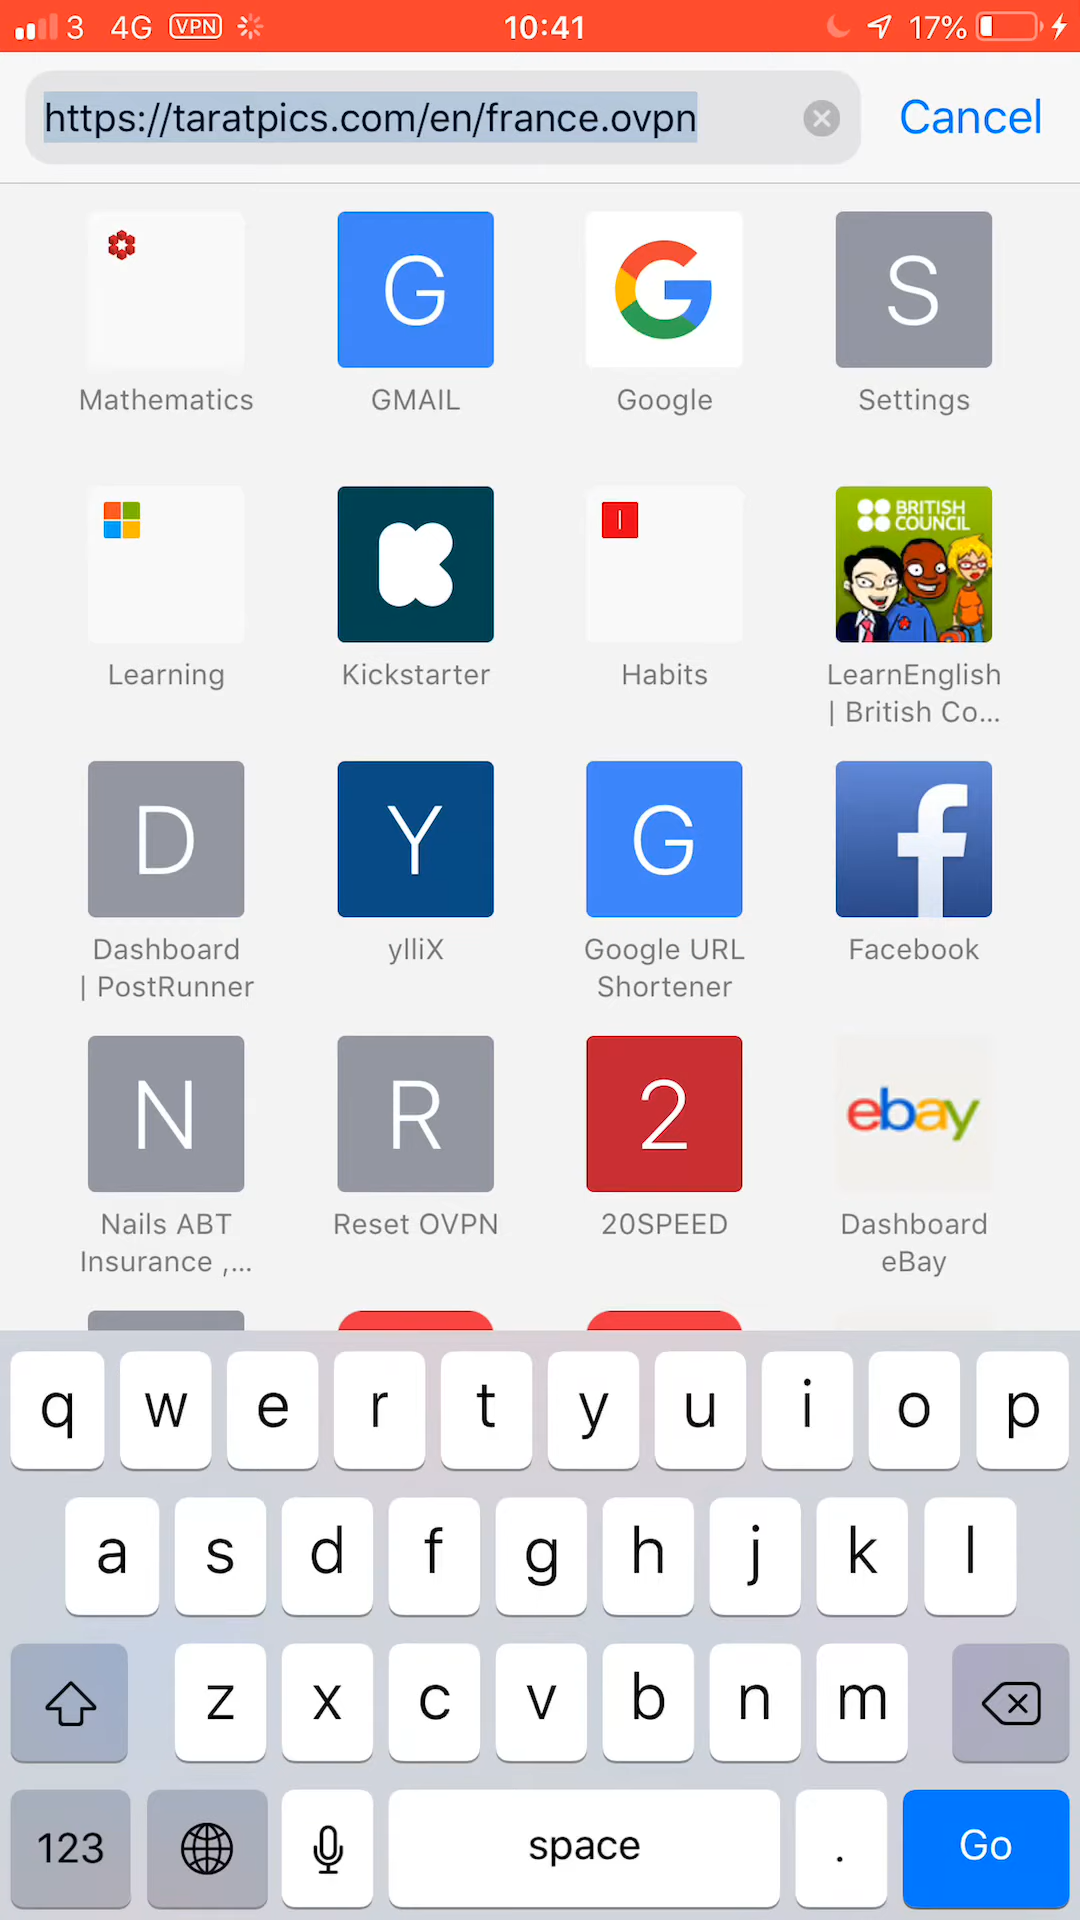 3 4G VPN 10:41 17%
https://taratpics.com/en/france.ovpn Cancel
G G S
Mathematics GMAIL Google Settings
BRITISH
COUNCIL
Learning Kickstarter Habits LearnEnglish
| British Co...
D Y G f
Dashboard ylliX Google URL Facebook
| PostRunner Shortener
N R 2 ebay
Nails ABT Reset OVPN 20SPEED Dashboard
Insurance ,... eBay
q w e r t y u i o p
a s d f g h j k l
z x c v b n m
123 space . Go